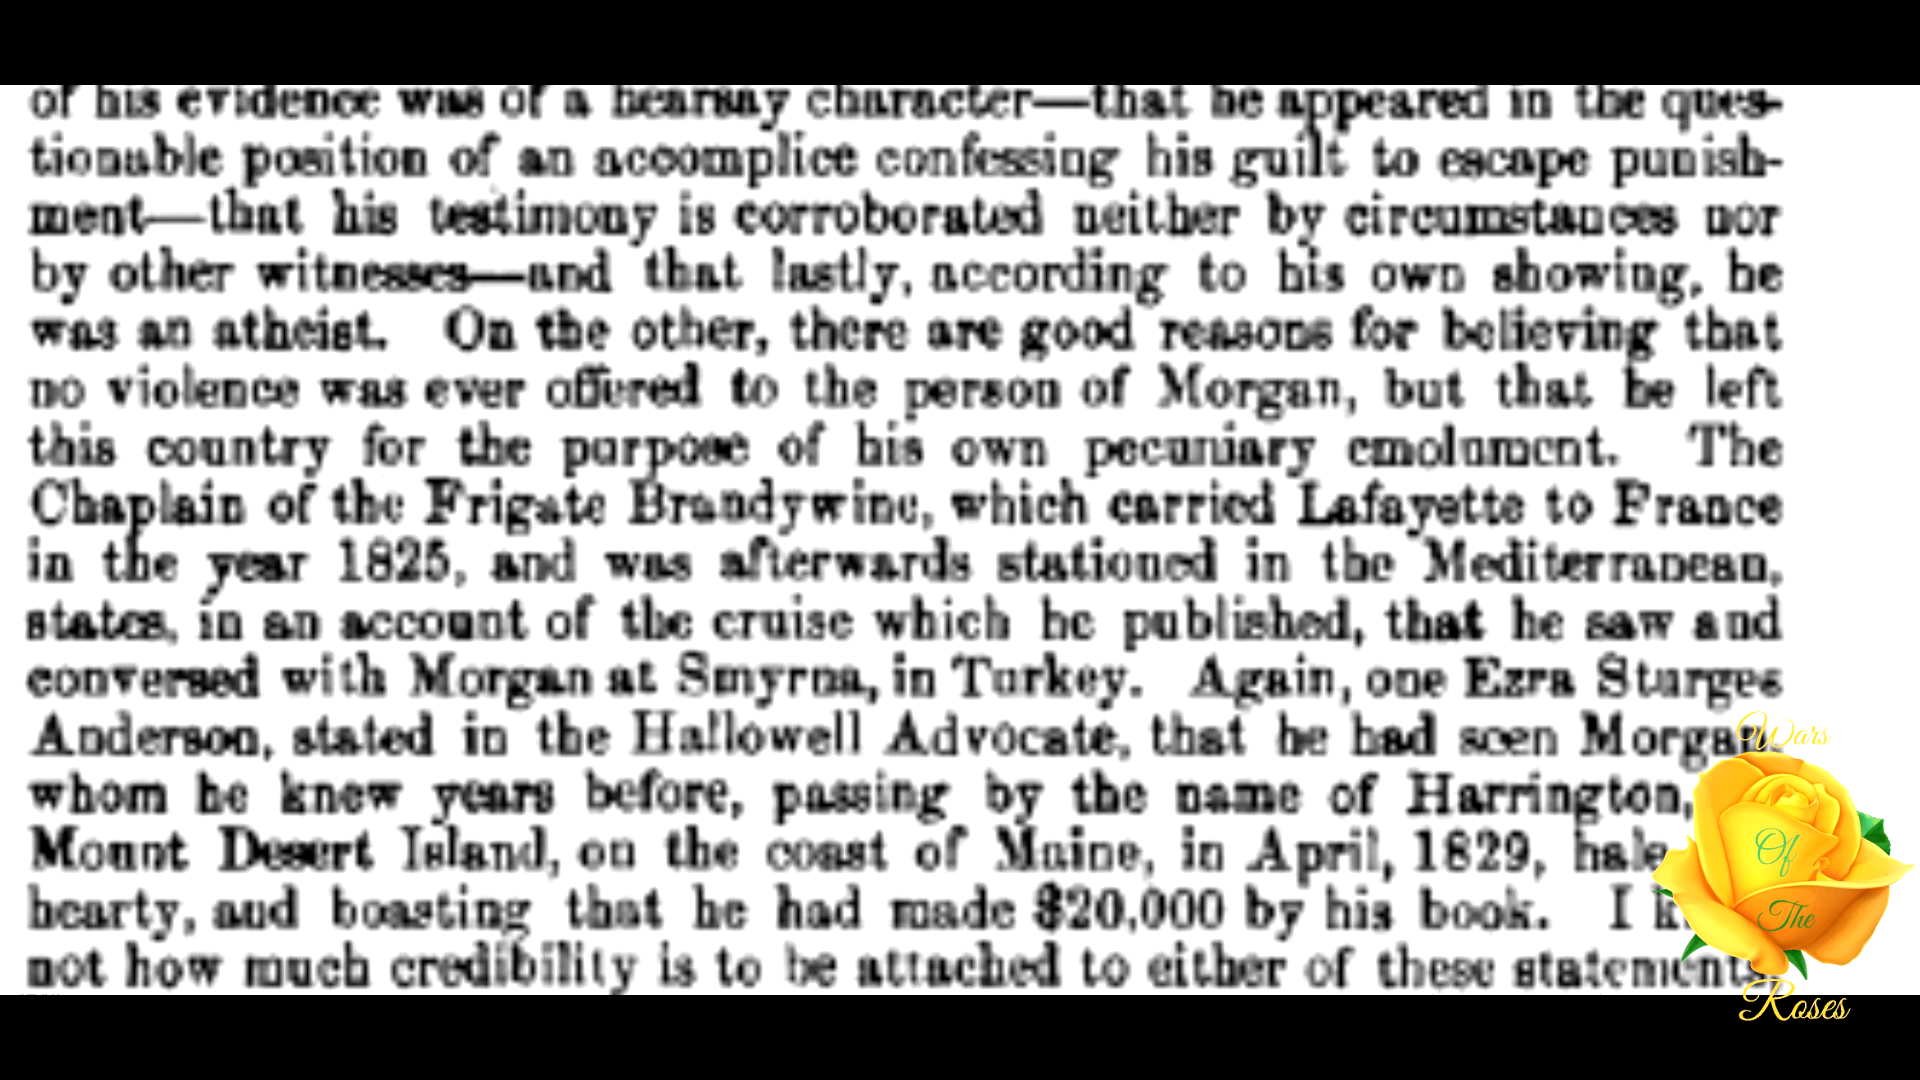 of his evidence was of a hearsay character—that he appeared in the ques-
tionable position of an accomplice confessing his guilt to escape punish-
ment—that his testimony is corroborated neither by circumstances nor
by other witnesses—and that lastly, according to his own showing, he
was an atheist. On the other, there are good reasons for believing that
no violence was ever offered to the person of Morgan, but that he left
this country for the purpose of his own pecuniary emolument. The
Chaplain of the Frigate Brandywine, which carried Lafayette to France
in the year 1825, and was afterwards stationed in the Mediterranean,
states, in an account of the cruise which he published, that he saw and
conversed with Morgan at Smyrna, in Turkey. Again, one Ezra Sturges
Anderson, stated in the Hallowell Advocate, that he had seen Morgan
whom he knew years before, passing by the name of Harrington,
Mount Desert Island, on the coast of Maine, in April, 1829, hale
hearty, and boasting that he had made $20,000 by his book. I
not how much credibility is to be attached to either of these statements
Wars
Of
The
Roses